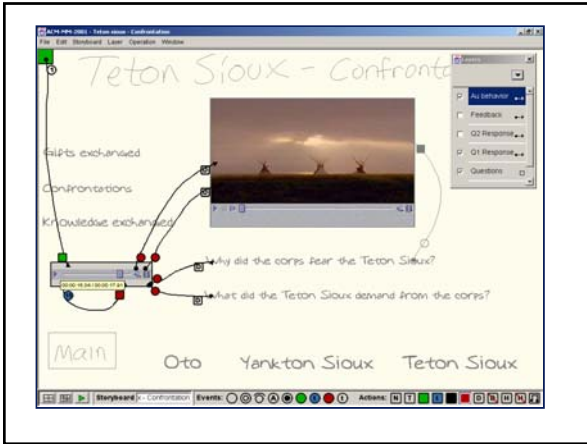 ACM-MM-2001 - Teton-sioux - Confrontation
File Edit Storyboard Layer Operation Window
Teton Sioux - Confronta
Layers
Au behavior
Feedback
Q2 Response
Q1 Response
Questions
Gifts exchanged
Confrontations
Knowledge exchanged
Why did the corps fear the Teton Sioux?
What did the Teton Sioux demand from the corps?
Main
Oto Yankton Sioux Teton Sioux
Storyboard x - Confrontation Events: Actions: